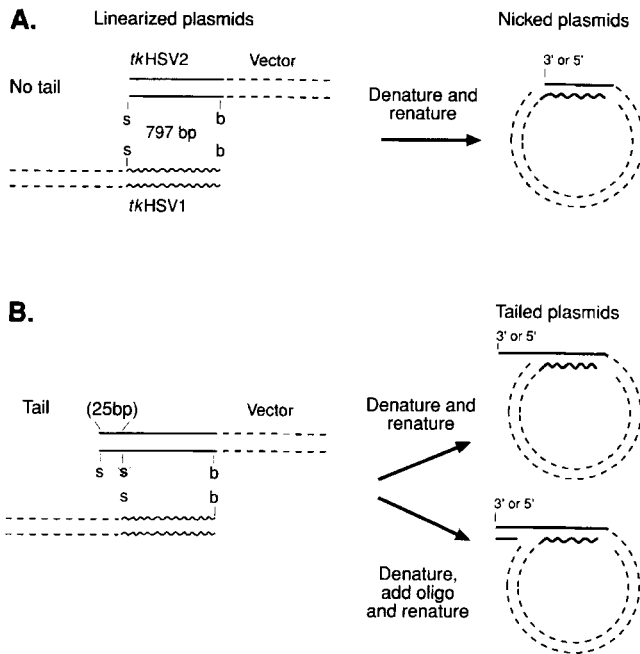 A.
Linearized plasmids
Nicked plasmids
tkHSV2
Vector
No tail
3' or 5'
Denature and
renature
s
b
797 bp
s
b
tkHSV1
B.
Tailed plasmids
3' or 5'
Tail
(25bp)
Vector
Denature and
renature
s
s
b
s
b
3' or 5'
Denature,
add oligo
and renature